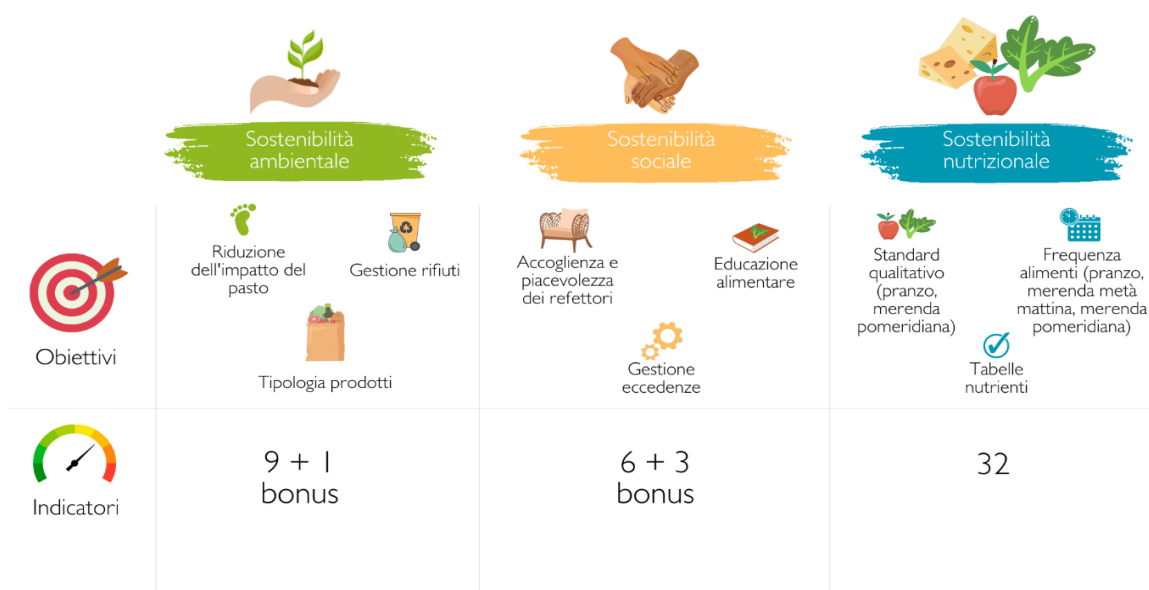 Sostenibilità
ambientale
Sostenibilità
sociale
Sostenibilità
nutrizionale
Obiettivi
Riduzione
dell'impatto del
pasto
Gestione rifiuti
Tipologia prodotti
Accoglienza e
piacevolezza
dei refettori
Educazione
alimentare
Gestione
eccedenze
Standard
qualitativo
(pranzo,
merenda
pomeridiana)
Frequenza
alimenti (pranzo,
merenda metà
mattina, merenda
pomeridiana)
Tabelle
nutrienti
Indicatori
9 + 1
bonus
6 + 3
bonus
32